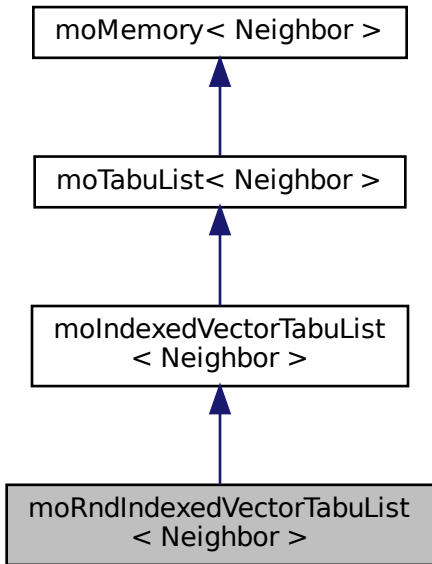 moMemory< Neighbor >
moTabuList< Neighbor >
moIndexedVectorTabuList
< Neighbor >
moRndIndexedVectorTabuList
< Neighbor >